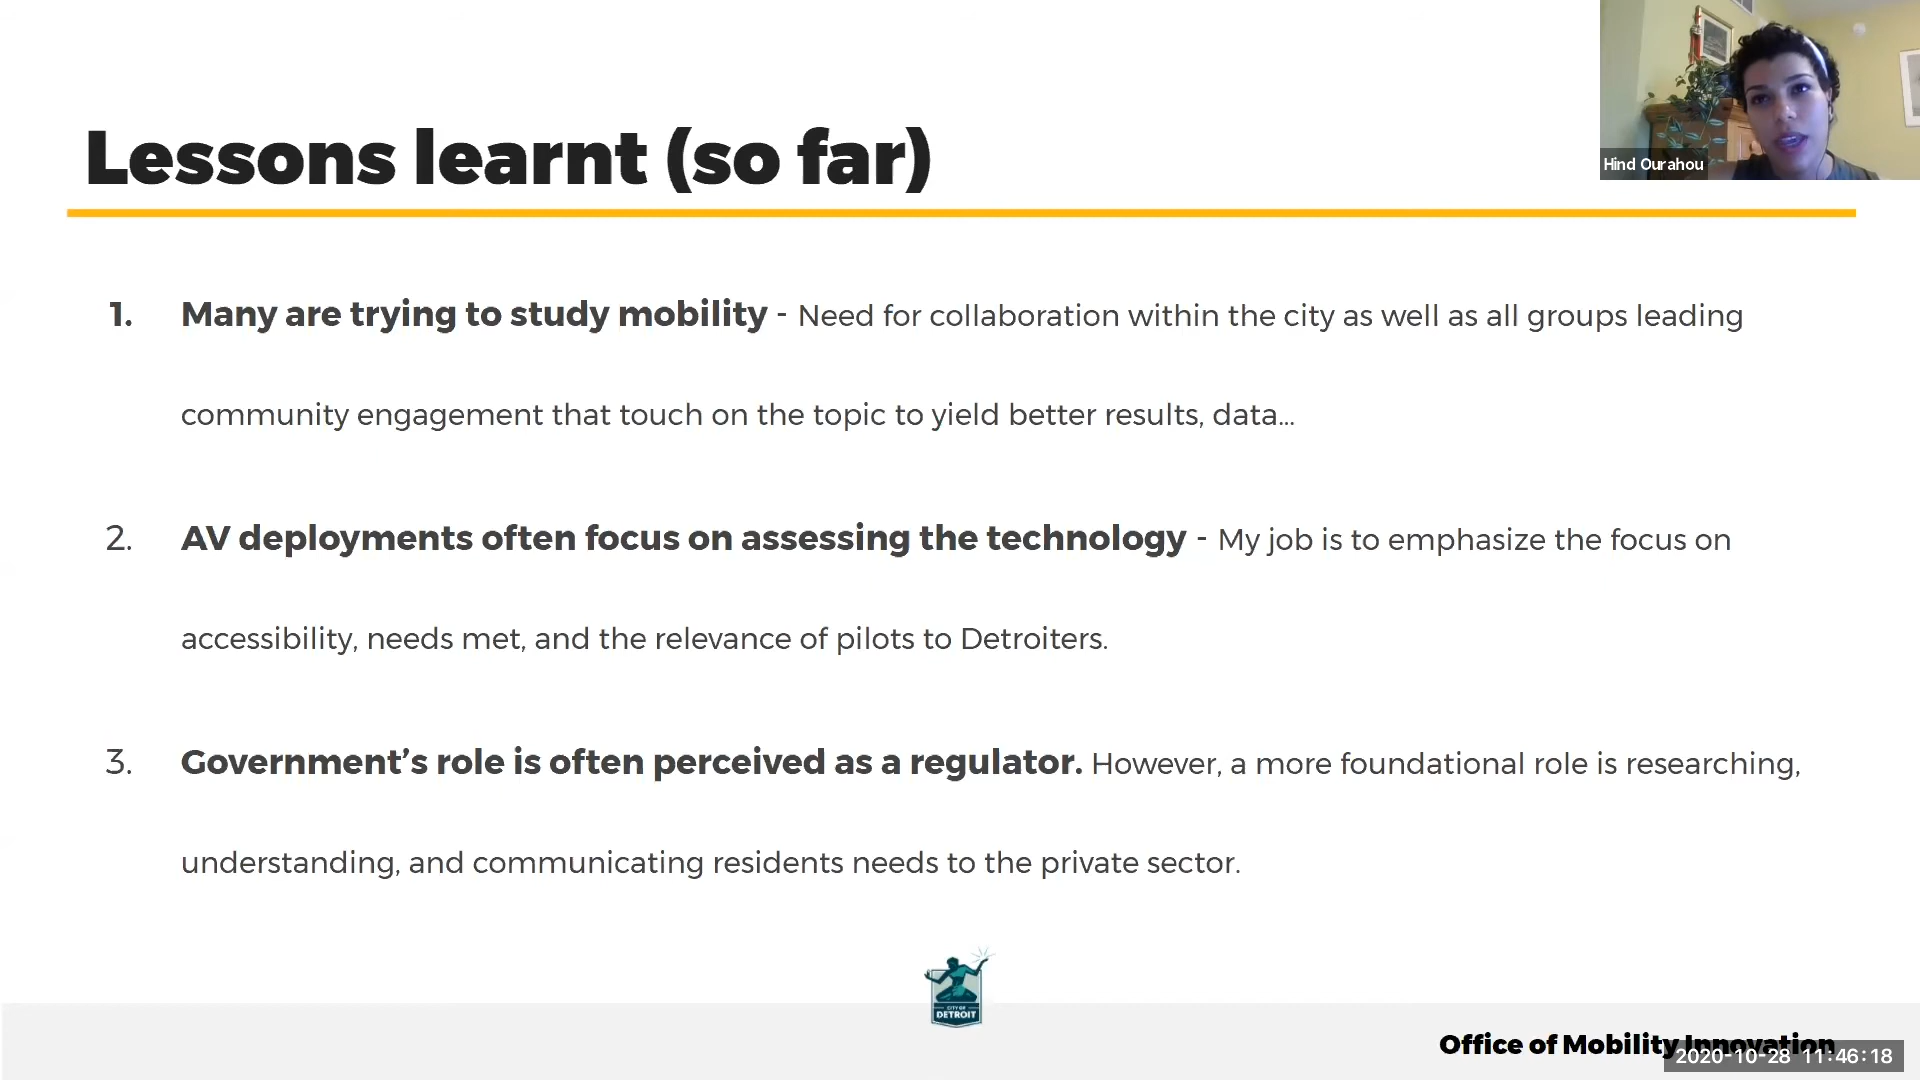 Hind Ourahou
Lessons learnt (so far)
1. Many are trying to study mobility - Need for collaboration within the city as well as all groups leading
community engagement that touch on the topic to yield better results, data...
2. AV deployments often focus on assessing the technology - My job is to emphasize the focus on
accessibility, needs met, and the relevance of pilots to Detroiters.
3. Government’s role is often perceived as a regulator. However, a more foundational role is researching,
understanding, and communicating residents needs to the private sector.
CITY OF
DETROIT
Office of Mobility Innovation
2020-10-28 11:46:18